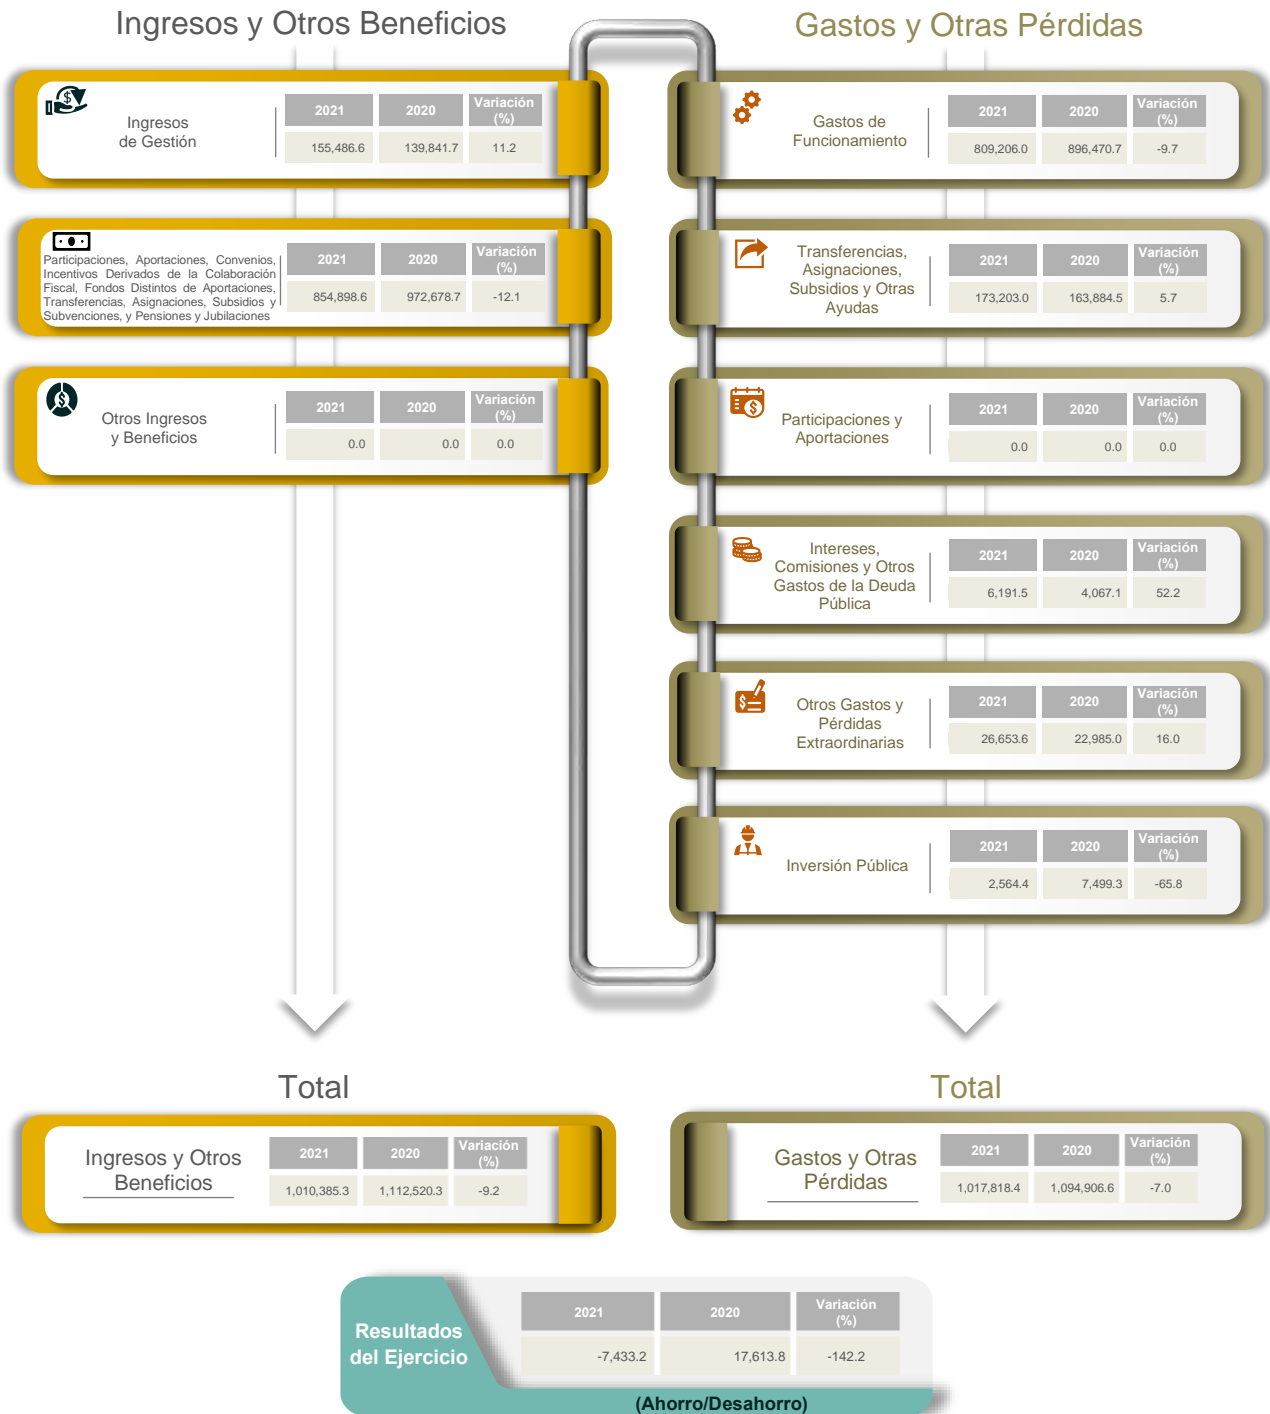 Ingresos y Otros Beneficios
Ingresos
de Gestión
2021 2020 Variación (%)
155,486.6 139,841.7 11.2
Participaciones, Aportaciones, Convenios,
Incentivos Derivados de la Colaboración
Fiscal, Fondos Distintos de Aportaciones,
Transferencias, Asignaciones, Subsidios y
Subvenciones, y Pensiones y Jubilaciones
2021 2020 Variación (%)
854,898.6 972,678.7 -12.1
Otros Ingresos
y Beneficios
2021 2020 Variación (%)
0.0 0.0 0.0
Gastos y Otras Pérdidas
Gastos de
Funcionamiento
2021 2020 Variación (%)
809,206.0 896,470.7 -9.7
Transferencias,
Asignaciones,
Subsidios y Otras
Ayudas
2021 2020 Variación (%)
173,203.0 163,884.5 5.7
Participaciones y
Aportaciones
2021 2020 Variación (%)
0.0 0.0 0.0
Intereses,
Comisiones y Otros
Gastos de la Deuda
Pública
2021 2020 Variación (%)
6,191.5 4,067.1 52.2
Otros Gastos y
Pérdidas
Extraordinarias
2021 2020 Variación (%)
26,653.6 22,985.0 16.0
Inversión Pública
2021 2020 Variación (%)
2,564.4 7,499.3 -65.8
Total
Ingresos y Otros
Beneficios
2021 2020 Variación (%)
1,010,385.3 1,112,520.3 -9.2
Total
Gastos y Otras
Pérdidas
2021 2020 Variación (%)
1,017,818.4 1,094,906.6 -7.0
Resultados
del Ejercicio
2021 2020 Variación (%)
-7,433.2 17,613.8 -142.2
(Ahorro/Desahorro)